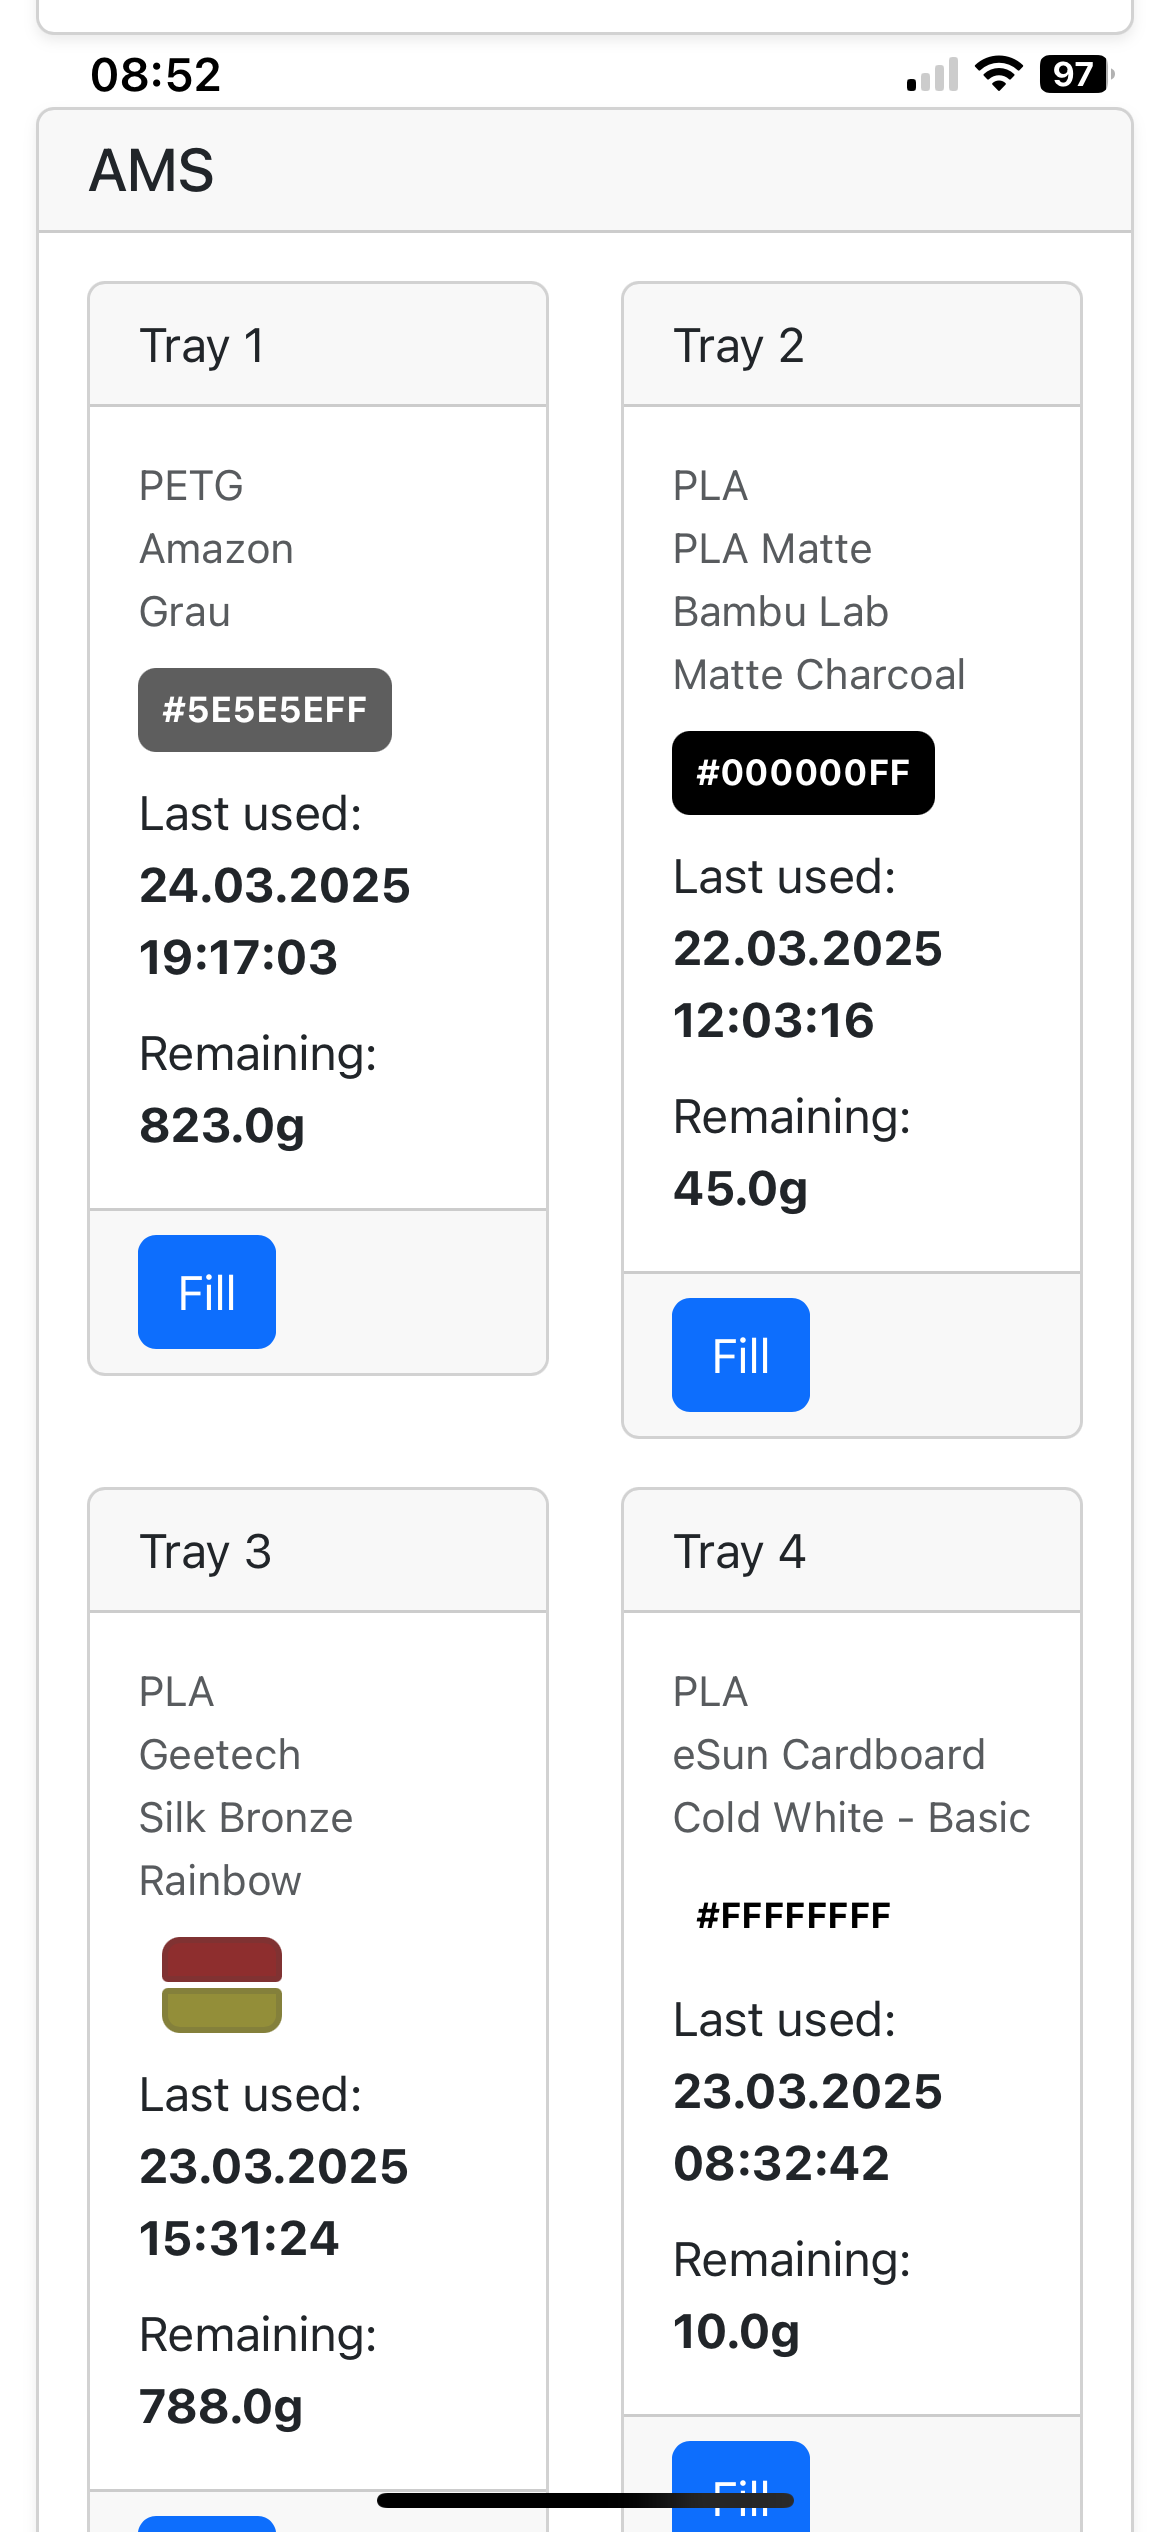 08:52
97
AMS
Tray 1
PETG
Amazon
Grau
#5E5E5EFF
Last used:
24.03.2025
19:17:03
Remaining:
823.0g
Fill
Tray 2
PLA
PLA Matte
Bambu Lab
Matte Charcoal
#000000FF
Last used:
22.03.2025
12:03:16
Remaining:
45.0g
Fill
Tray 3
PLA
Geetech
Silk Bronze
Rainbow
Last used:
23.03.2025
15:31:24
Remaining:
788.0g
Tray 4
PLA
eSun Cardboard
Cold White - Basic
#FFFFFFFF
Last used:
23.03.2025
08:32:42
Remaining:
10.0g
Fill